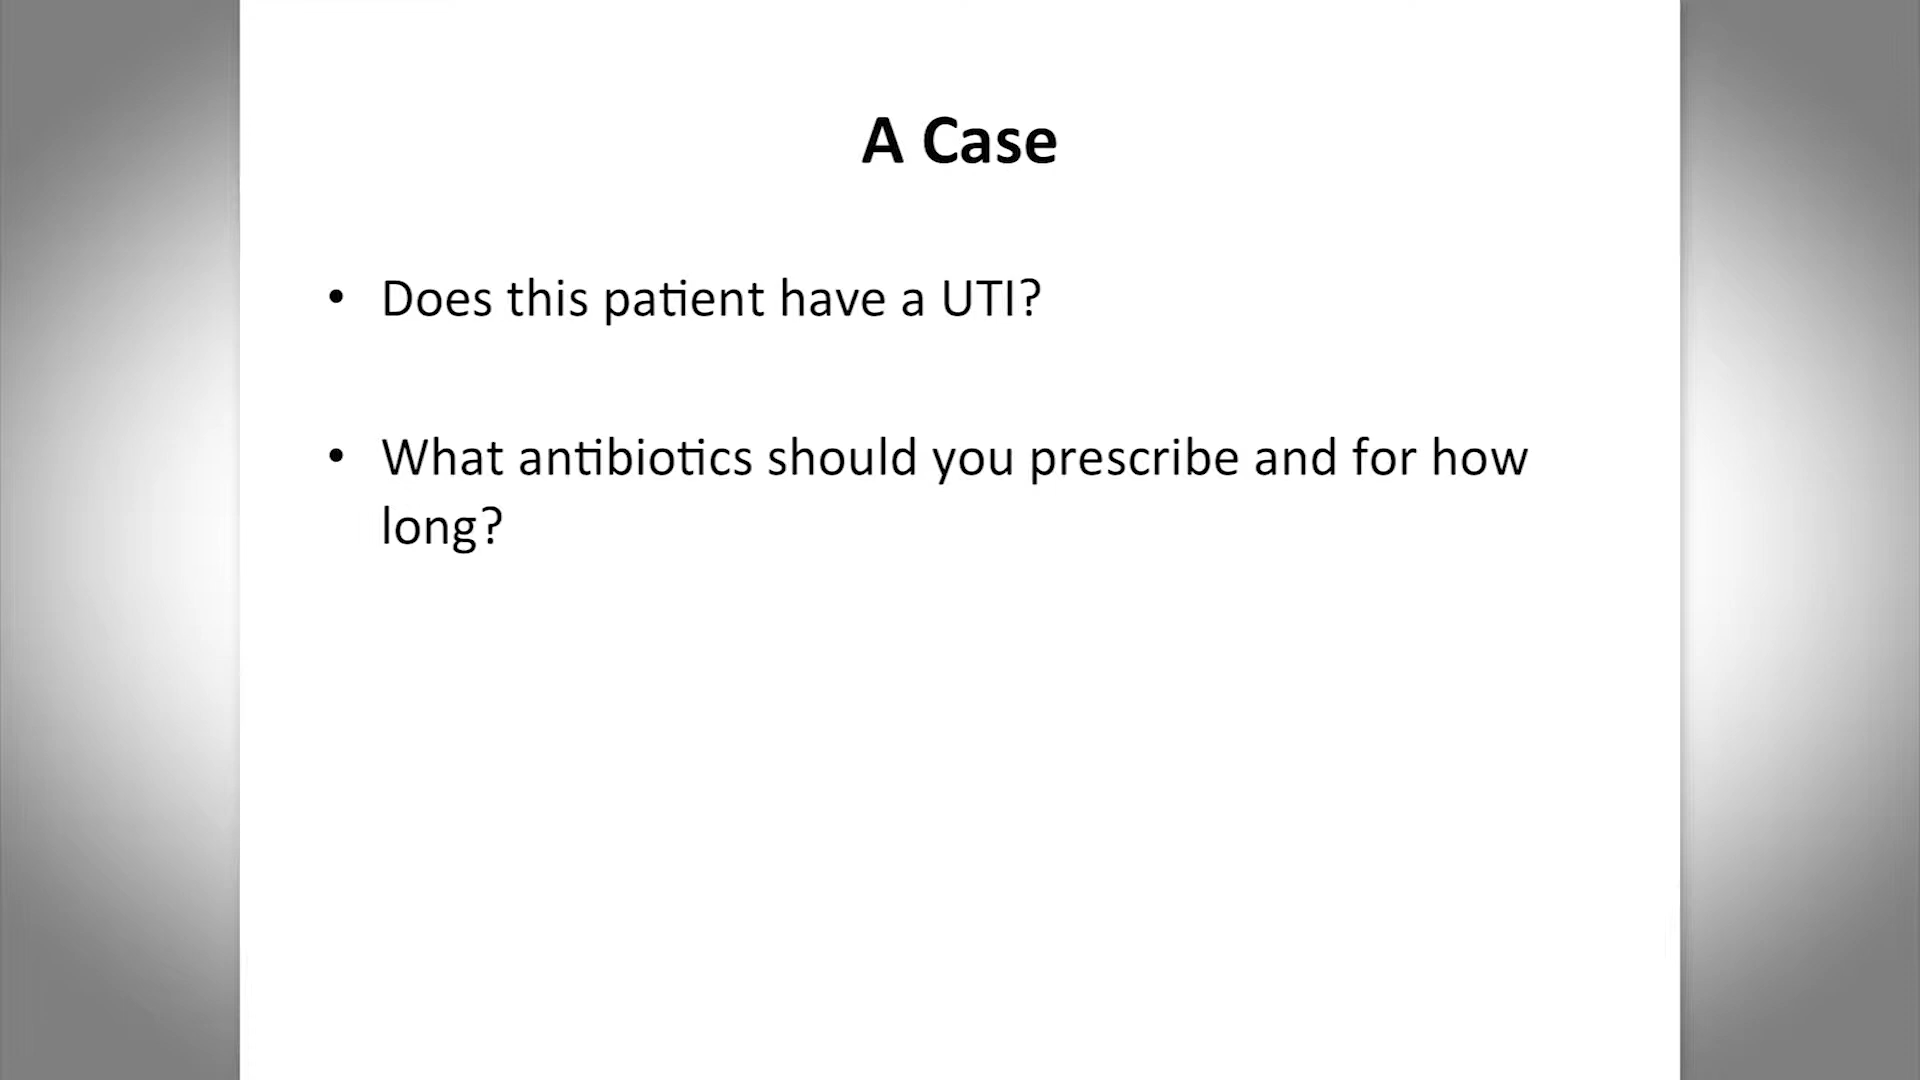 A Case
• Does this patient have a UTI?
• What antibiotics should you prescribe and for how
long?